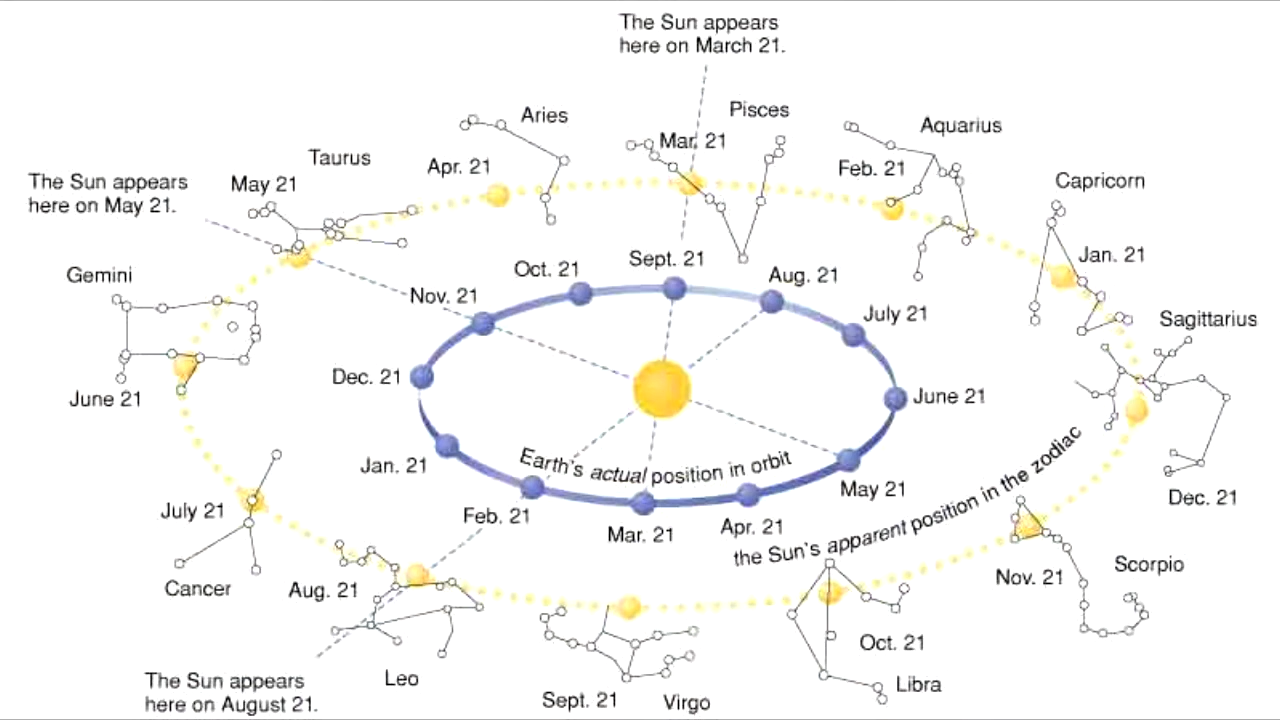 The Sun appears
here on March 21.
Aries
Pisces
Mar. 21
Aquarius
Taurus
Apr. 21
Feb. 21
The Sun appears
here on May 21.
May 21
Capricorn
Gemini
Sept. 21
Oct. 21
Aug. 21
Jan. 21
Nov. 21
July 21
Sagittarius
Dec. 21
June 21
June 21
Earth's actual position in orbit
the Sun's apparent position in the zodiac
Jan. 21
May 21
Dec. 21
July 21
Feb. 21
Mar. 21
Apr. 21
Cancer
Aug. 21
Nov. 21
Scorpio
Oct. 21
Leo
Libra
The Sun appears
here on August 21.
Sept. 21
Virgo